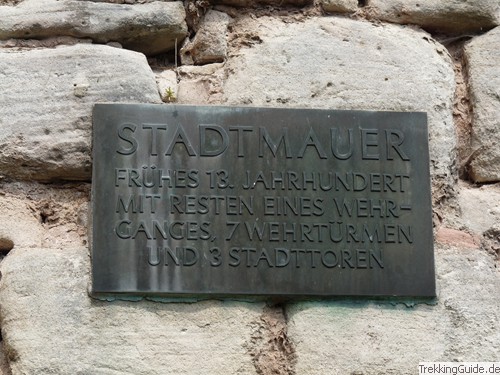 STADTMAUER
FRÜHES 13. JAHRHUNDERT
MIT RESTEN EINES WEHR-
GANGES, 7 WEHRTÜRMEN
UND 3 STADTTOREN
TrekkingGuide.de